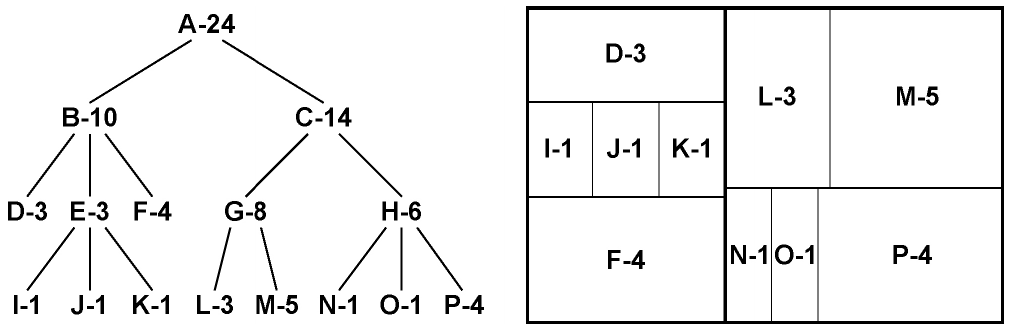 A-24
B-10 C-14
D-3 E-3 F-4 G-8 H-6
I-1 J-1 K-1 L-3 M-5 N-1 O-1 P-4
D-3
L-3 M-5
I-1 J-1 K-1
N-1 O-1 P-4
F-4